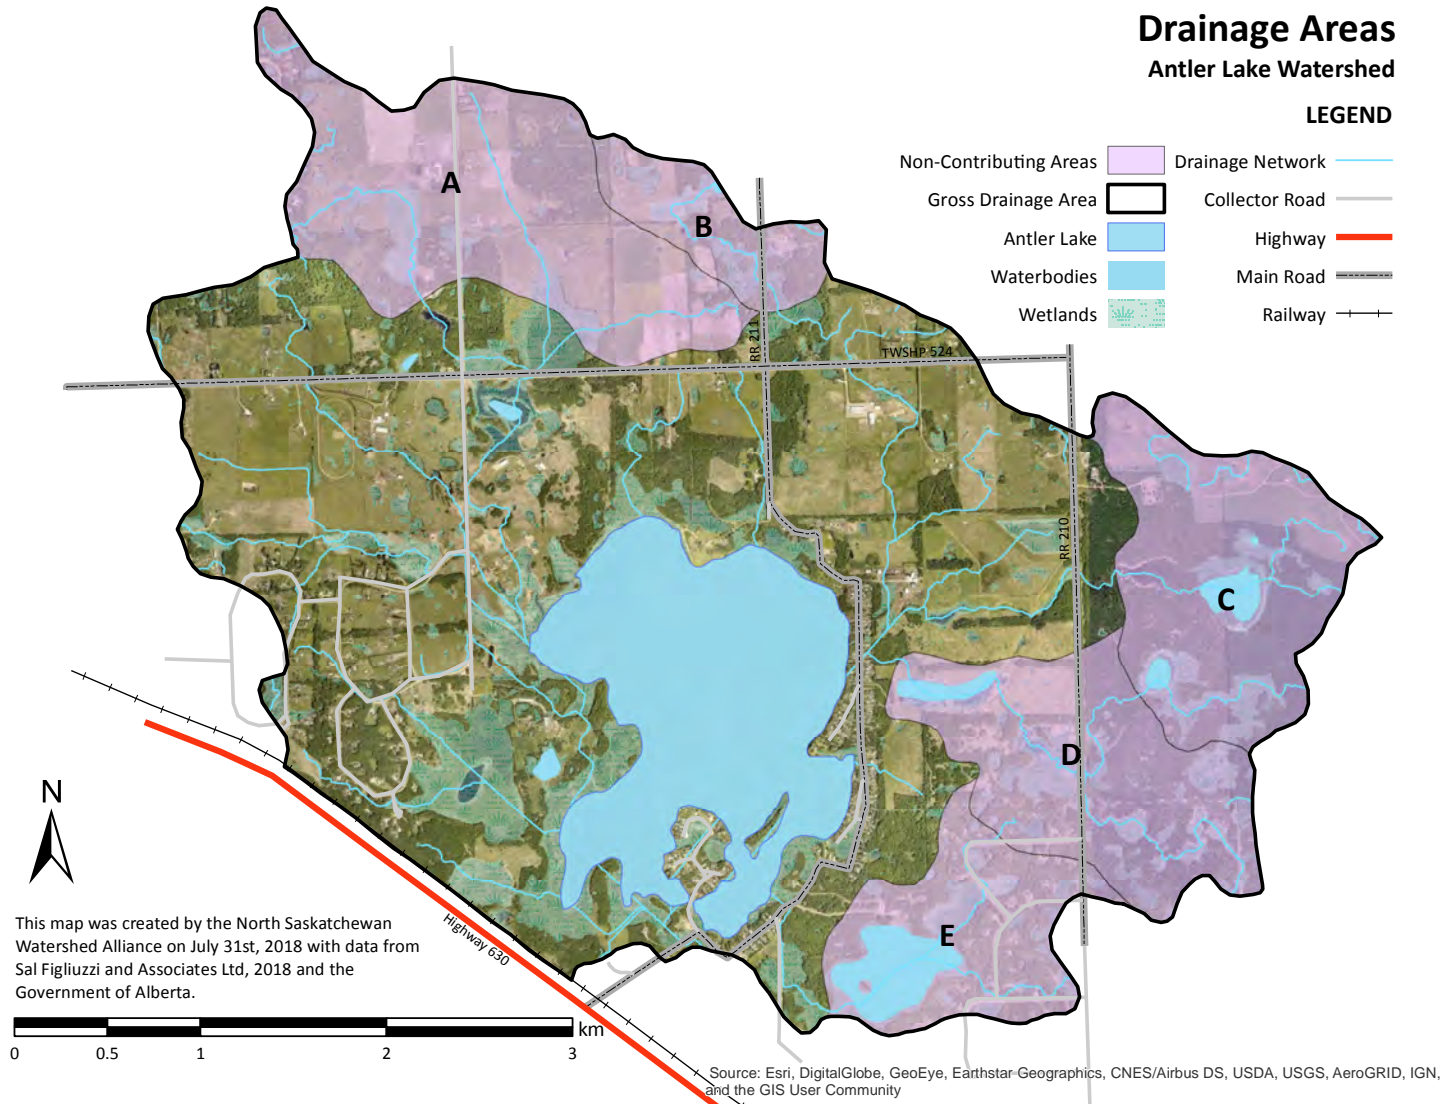 Drainage Areas
Antler Lake Watershed
LEGEND
Non-Contributing Areas
Drainage Network
Gross Drainage Area
Collector Road
Antler Lake
Highway
Waterbodies
Main Road
Wetlands
Railway
A
B
RR 211
TWSHP 524
RR 210
C
D
E
N
Highway 630
This map was created by the North Saskatchewan
Watershed Alliance on July 31st, 2018 with data from
Sal Figliuzzi and Associates Ltd, 2018 and the
Government of Alberta.
km
0 0.5 1 2 3
Source: Esri, DigitalGlobe, GeoEye, Earthstar Geographics, CNES/Airbus DS, USDA, USGS, AeroGRID, IGN,
and the GIS User Community